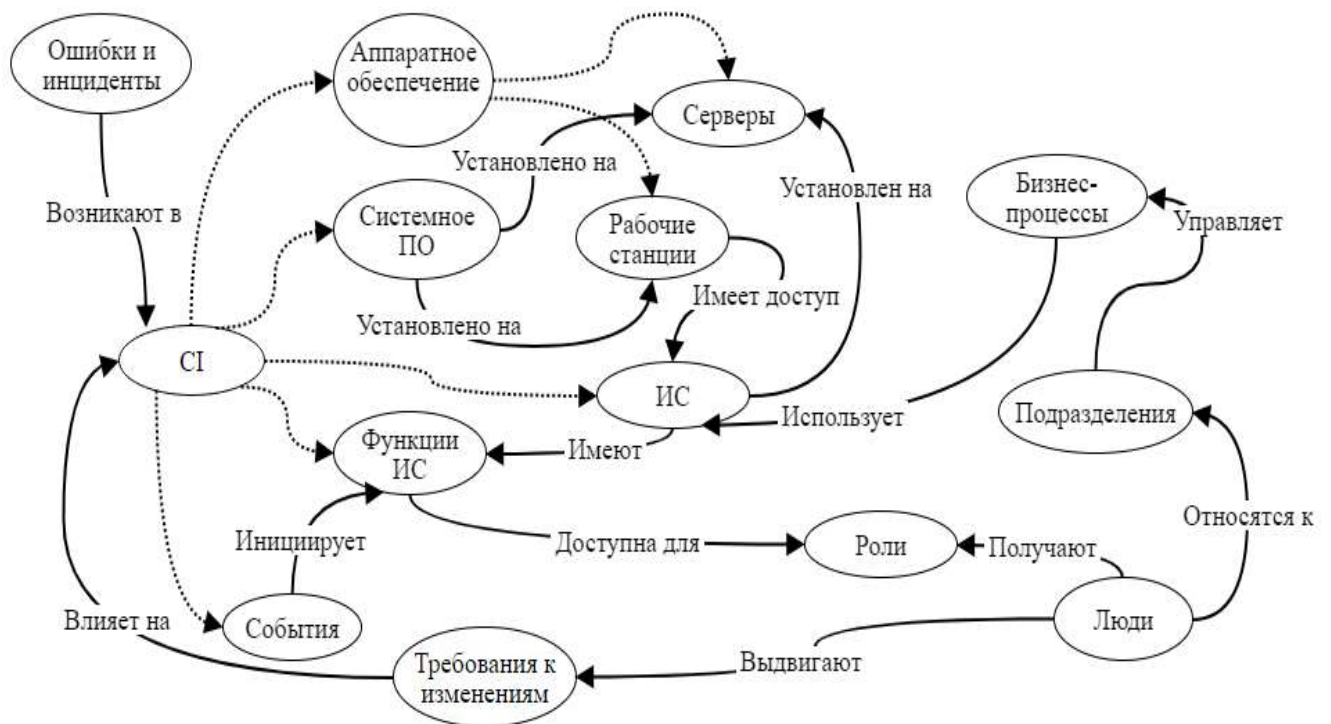 Ошибки и
инциденты
Аппаратное
обеспечение
Серверы
Установлено на
Установлен на
Бизнес-
процессы
Возникают в
Системное
ПО
Рабочие
станции
Управляет
Имеет доступ
Установлено на
CI
ИС
Использует
Подразделения
Функции
ИС
Имеют
Относятся к
Инициирует
Доступна для
Роли
Получают
Влияет на
События
Люди
Требования к
изменениям
Выдвигают